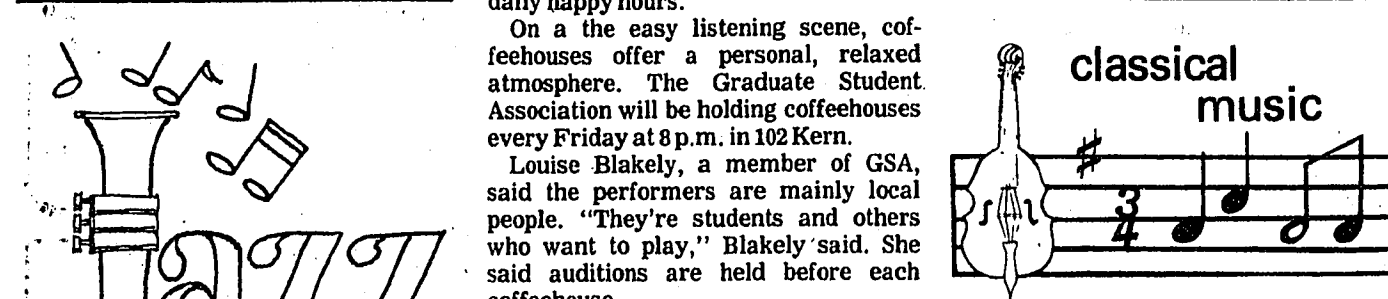 daily happy hours.
On a the easy listening scene, cof-
feehouses offer a personal, relaxed
atmosphere. The Graduate Student
Association will be holding coffeehouses
every Friday at 8 p.m. in 102 Kern.
Louise Blakely, a member of GSA,
said the performers are mainly local
people. "They're students and others
who want to play," Blakely said. She
said auditions are held before each
coffeehouse.
classical
music
3
4